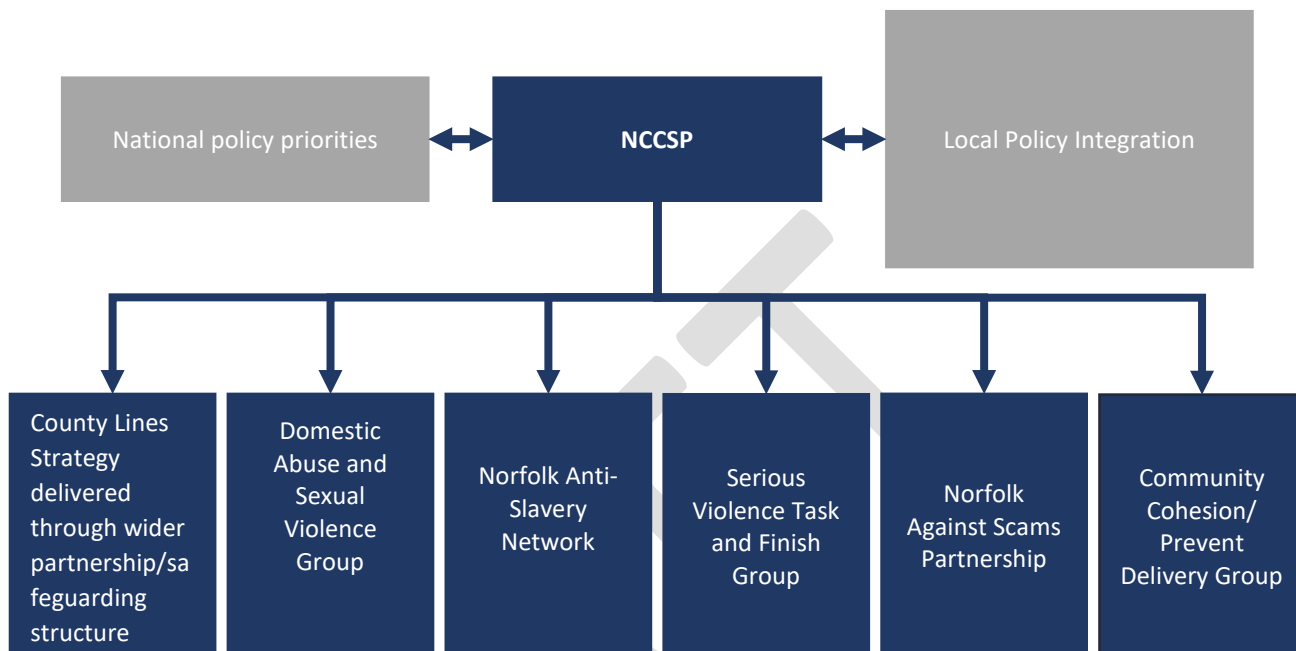 National policy priorities
NCCSP
Local Policy Integration
County Lines
Strategy
delivered
through wider
partnership/sa
feguarding
structure
Domestic
Abuse and
Sexual
Violence
Group
Norfolk Anti-
Slavery
Network
Serious
Violence Task
and Finish
Group
Norfolk
Against Scams
Partnership
Community
Cohesion/
Prevent
Delivery Group